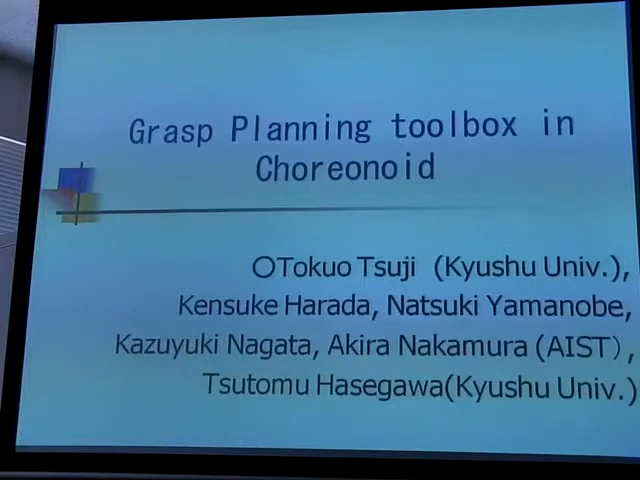 Grasp Planning toolbox in
Choreonoid
〇Tokuo Tsuji (Kyushu Univ.),
Kensuke Harada, Natsuki Yamanobe,
Kazuyuki Nagata, Akira Nakamura (AIST),
Tsutomu Hasegawa(Kyushu Univ.)